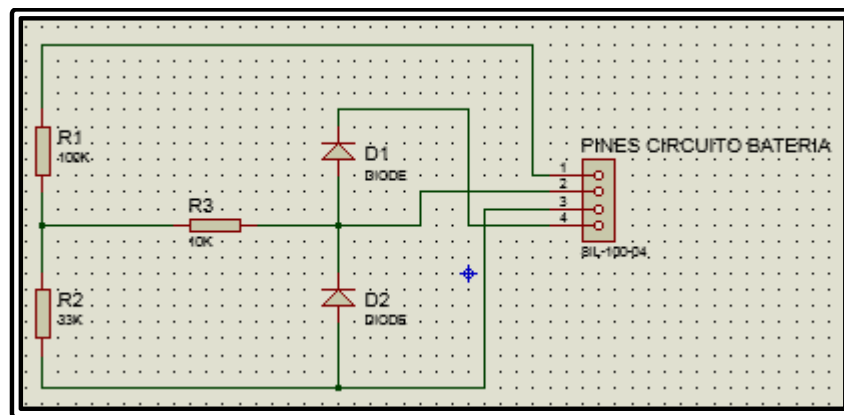 R1
100K
R3
10K
R2
33K
D1
DIODE
D2
DIODE
PINES CIRCUITO BATERIA
1
2
3
4
SIL-100-04